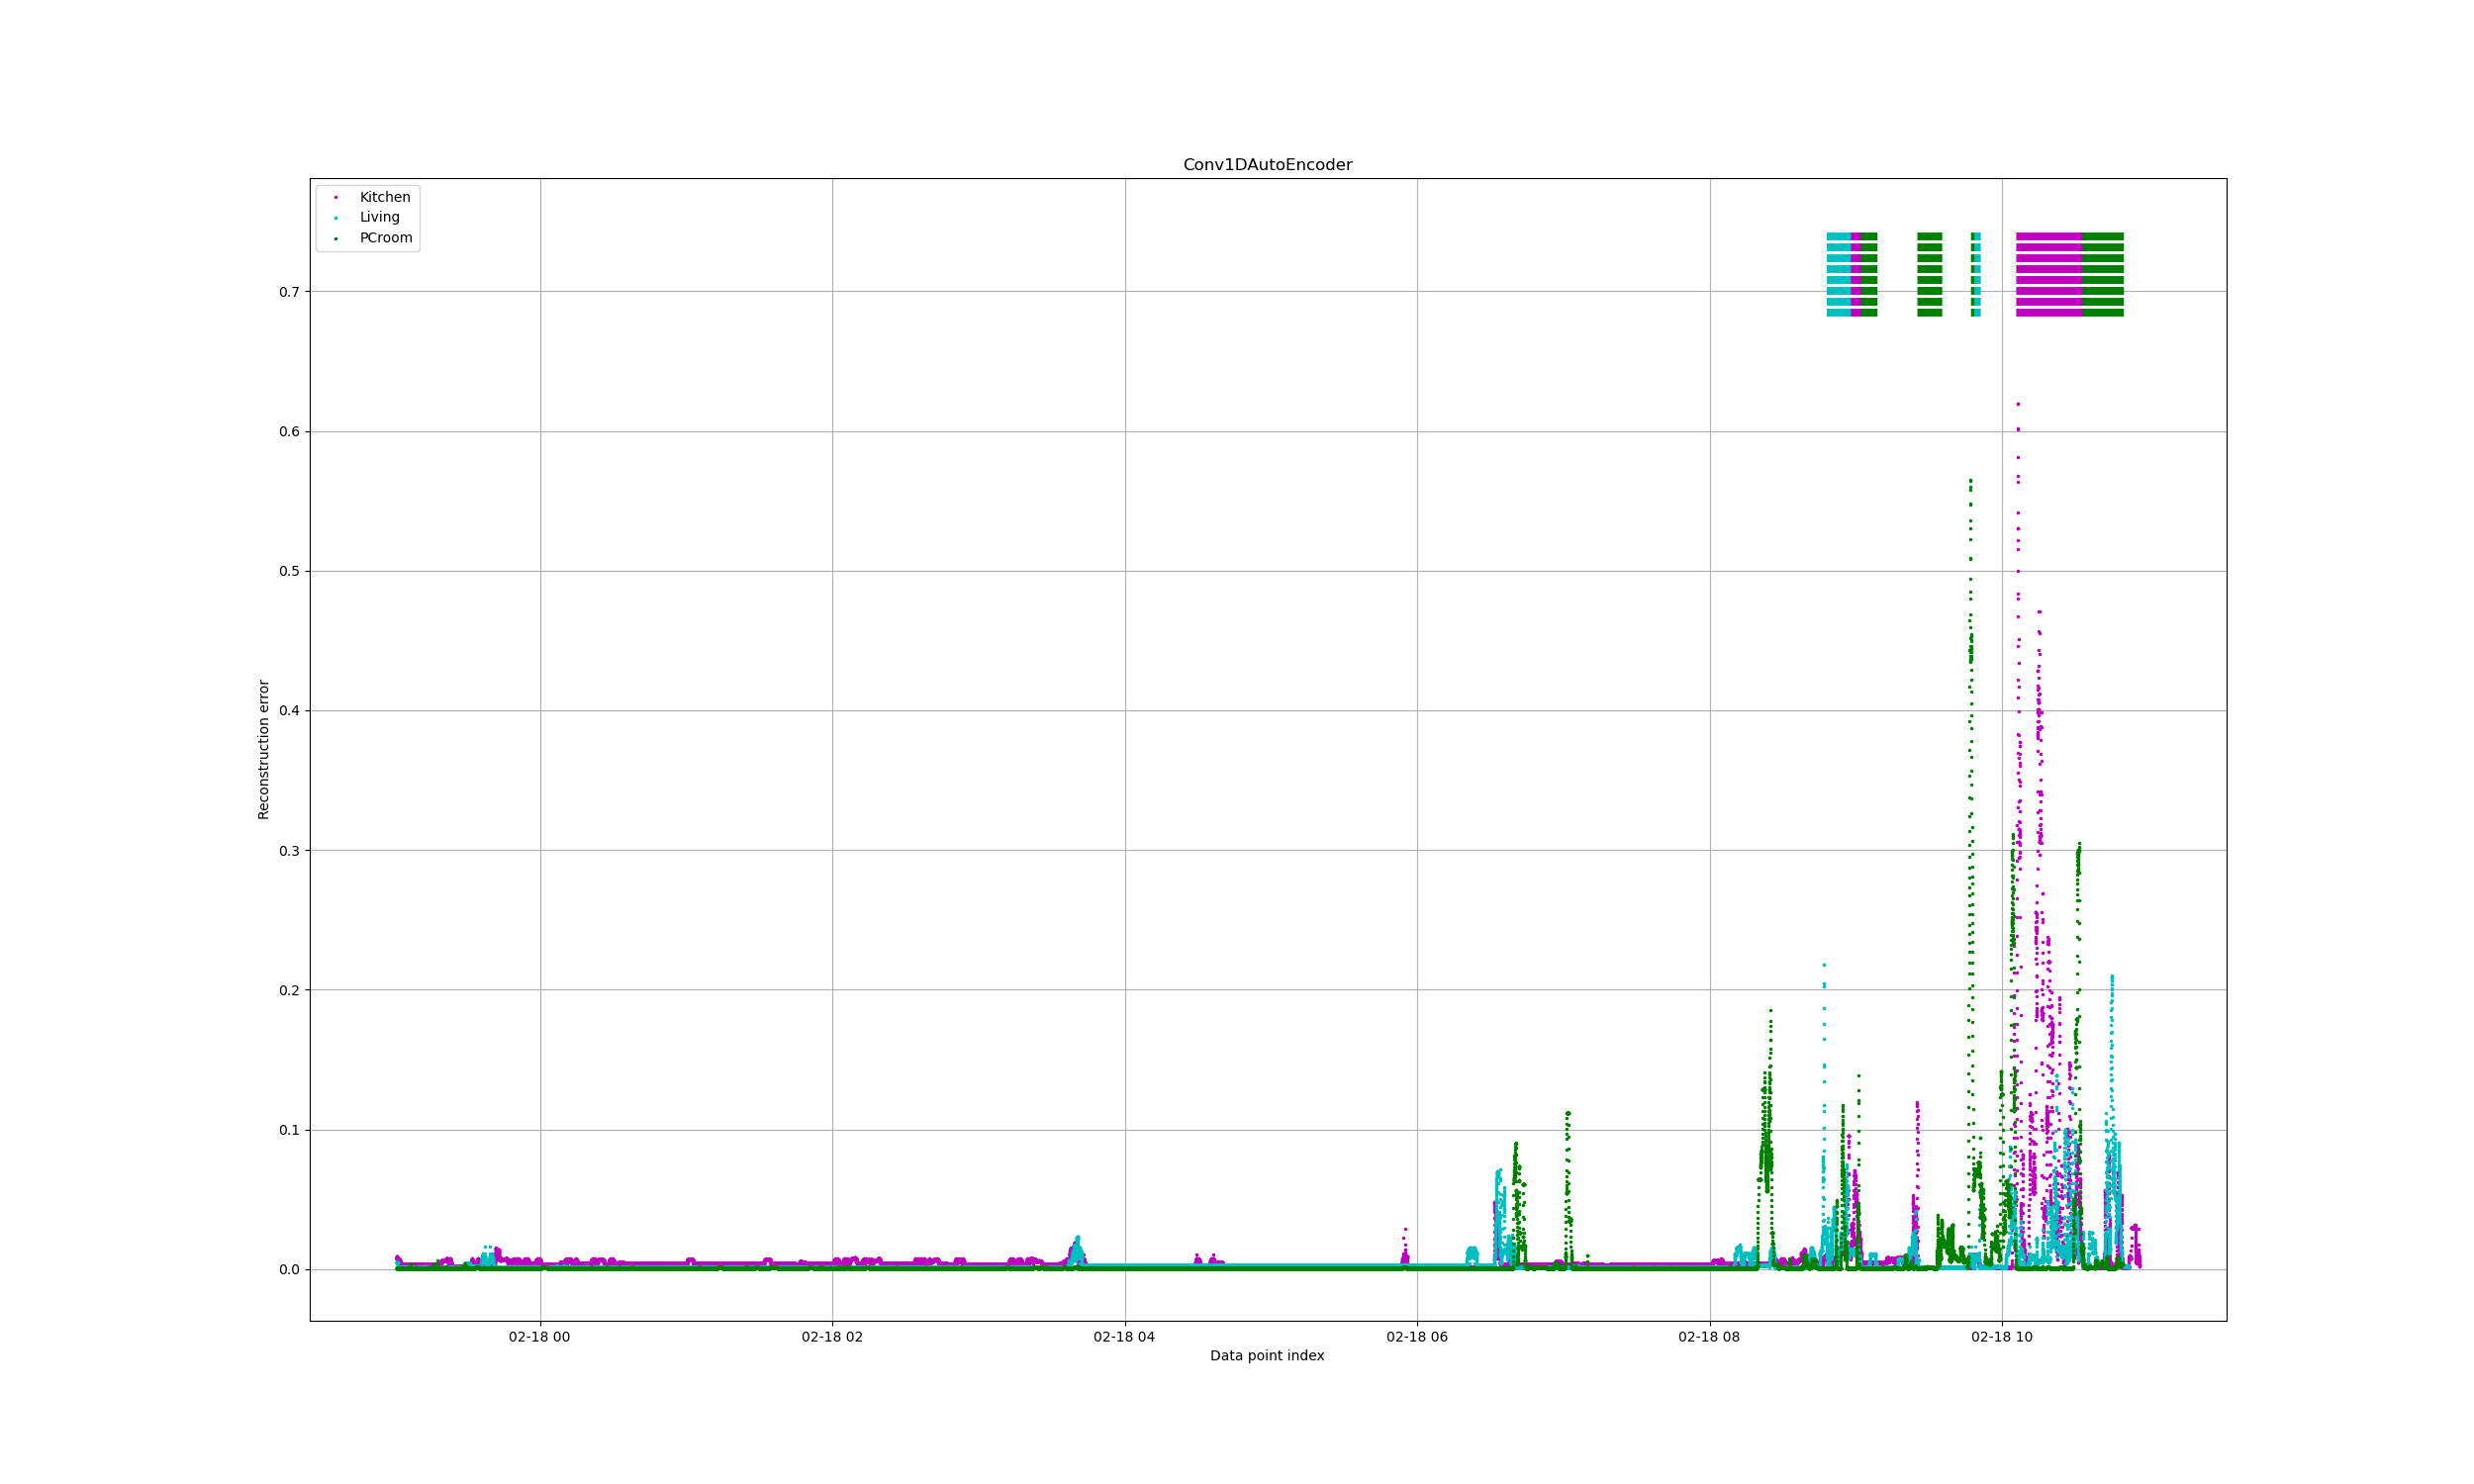 Conv1DAutoEncoder
Kitchen
Living
PCroom
0.7
0.6
0.5
0.4
0.3
0.2
0.1
0.0
Reconstruction error
02-18 00
02-18 02
02-18 04
02-18 06
02-18 08
02-18 10
Data point index